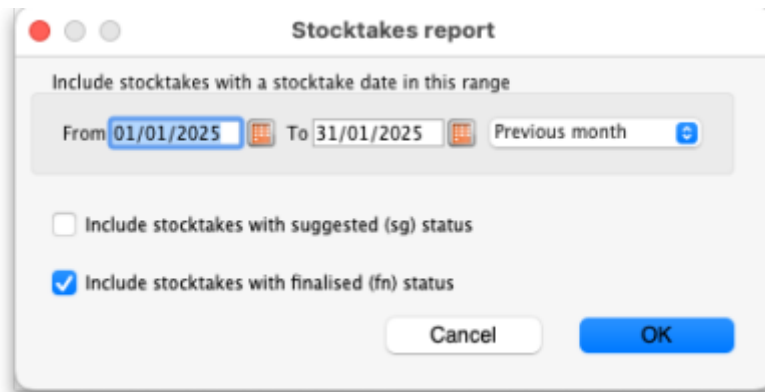 Stocktakes report
Include stocktakes with a stocktake date in this range
From 01/01/2025 To 31/01/2025 Previous month
Include stocktakes with suggested (sg) status
Include stocktakes with finalised (fn) status
Cancel OK